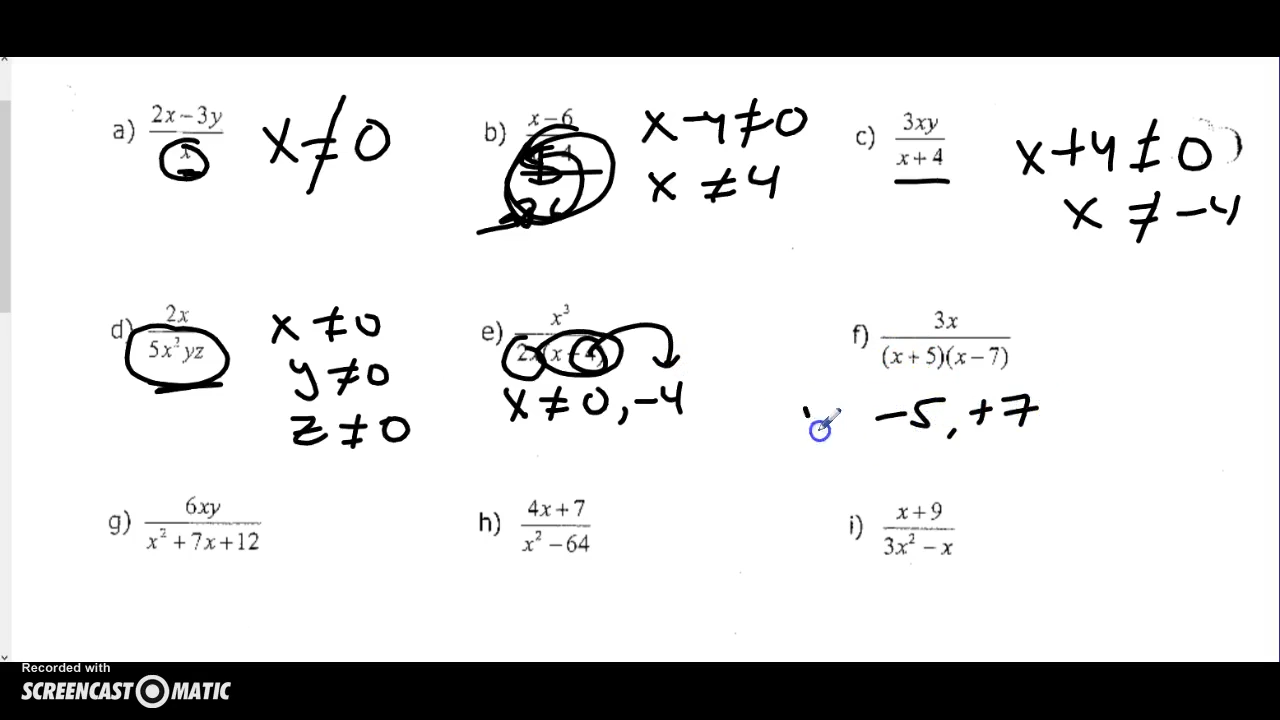 a) 2x − 3y / x x ≠ 0
b) x − 6 x − 4 ≠ 0
x ≠ 4
c) 3xy / x + 4 x + 4 ≠ 0
x ≠ −4
d) 2x / 5x²yz x ≠ 0
y ≠ 0
z ≠ 0
e) x³ / 2x(x + 4)
x ≠ 0, −4
f) 3x / (x + 5)(x − 7)
−5, +7
g) 6xy / x² + 7x + 12
h) 4x + 7 / x² − 64
i) x + 9 / 3x² − x
Recorded with
SCREENCAST MATIC